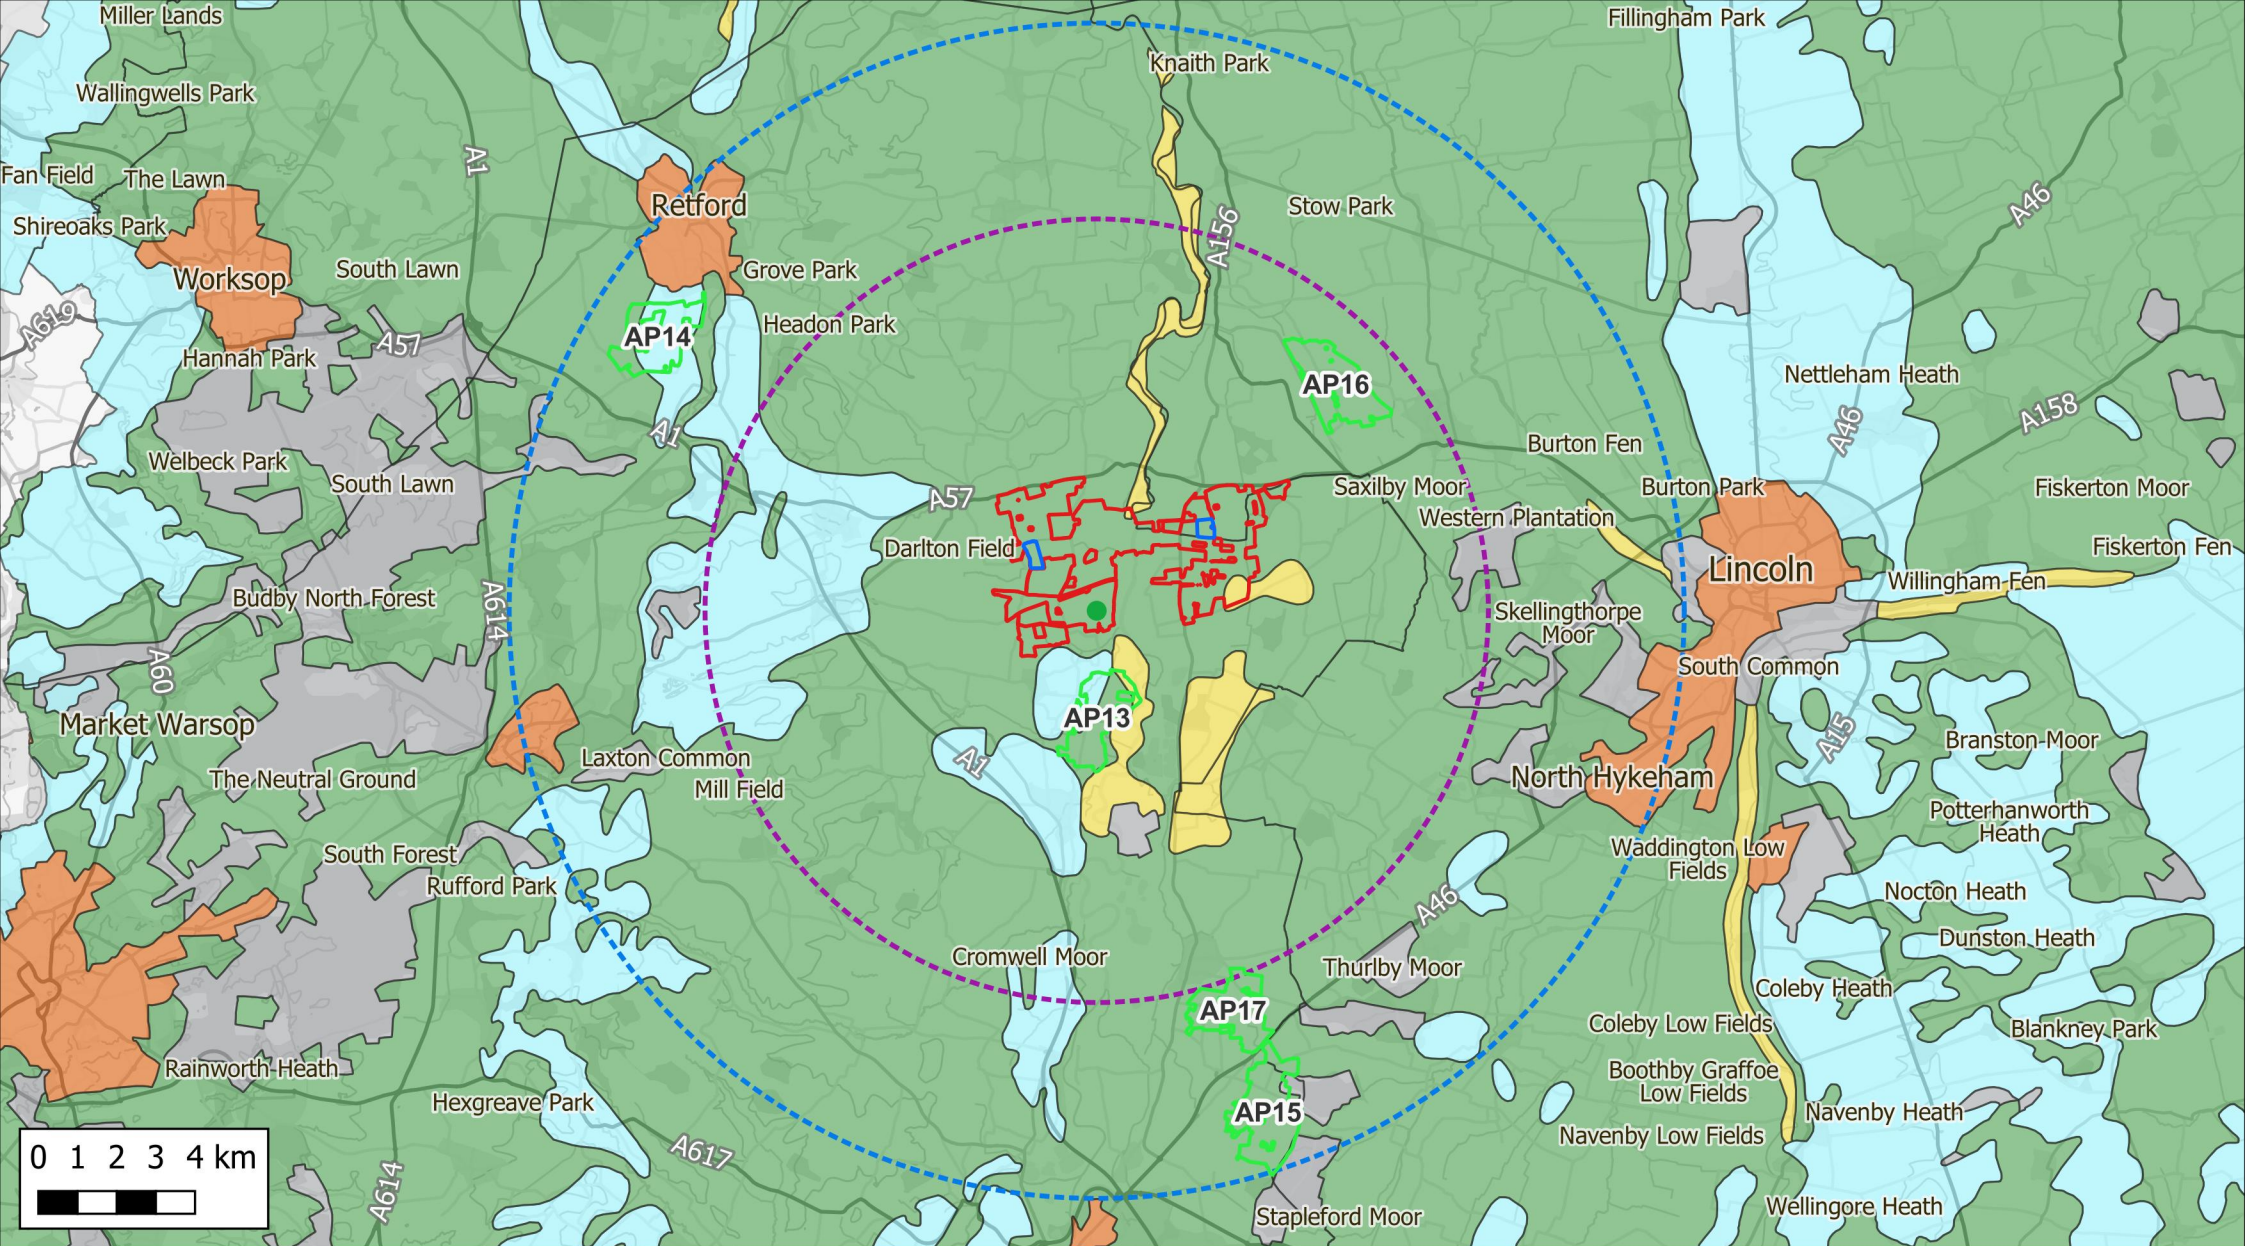 Miller Lands
Fillingham Park
Knaith Park
Wallingwells Park
A1
Fan Field
The Lawn
Retford
Stow Park
A46
Shireoaks Park
A156
Worksop
South Lawn
Grove Park
A619
Headon Park
AP14
A57
Hannah Park
AP16
Nettleham Heath
A158
A46
A1
Burton Fen
Welbeck Park
South Lawn
A57
Saxilby Moor
Burton Park
Fiskerton Moor
Western Plantation
Darlton Field
Fiskerton Fen
Lincoln
Willingham Fen
Budby North Forest
A614
Skellingthorpe
Moor
A60
South Common
Market Warsop
AP13
A15
Branston Moor
Laxton Common
A1
The Neutral Ground
Mill Field
North Hykeham
Potterhanworth
Heath
South Forest
Waddington Low
Fields
Rufford Park
Nocton Heath
A46
Dunston Heath
Cromwell Moor
Thurlby Moor
Coleby Heath
AP17
Coleby Low Fields
Blankney Park
Rainworth Heath
Boothby Graffoe
Low Fields
Hexgreave Park
AP15
Navenby Heath
Navenby Low Fields
0 1 2 3 4 km
A617
A614
Stapleford Moor
Wellingore Heath